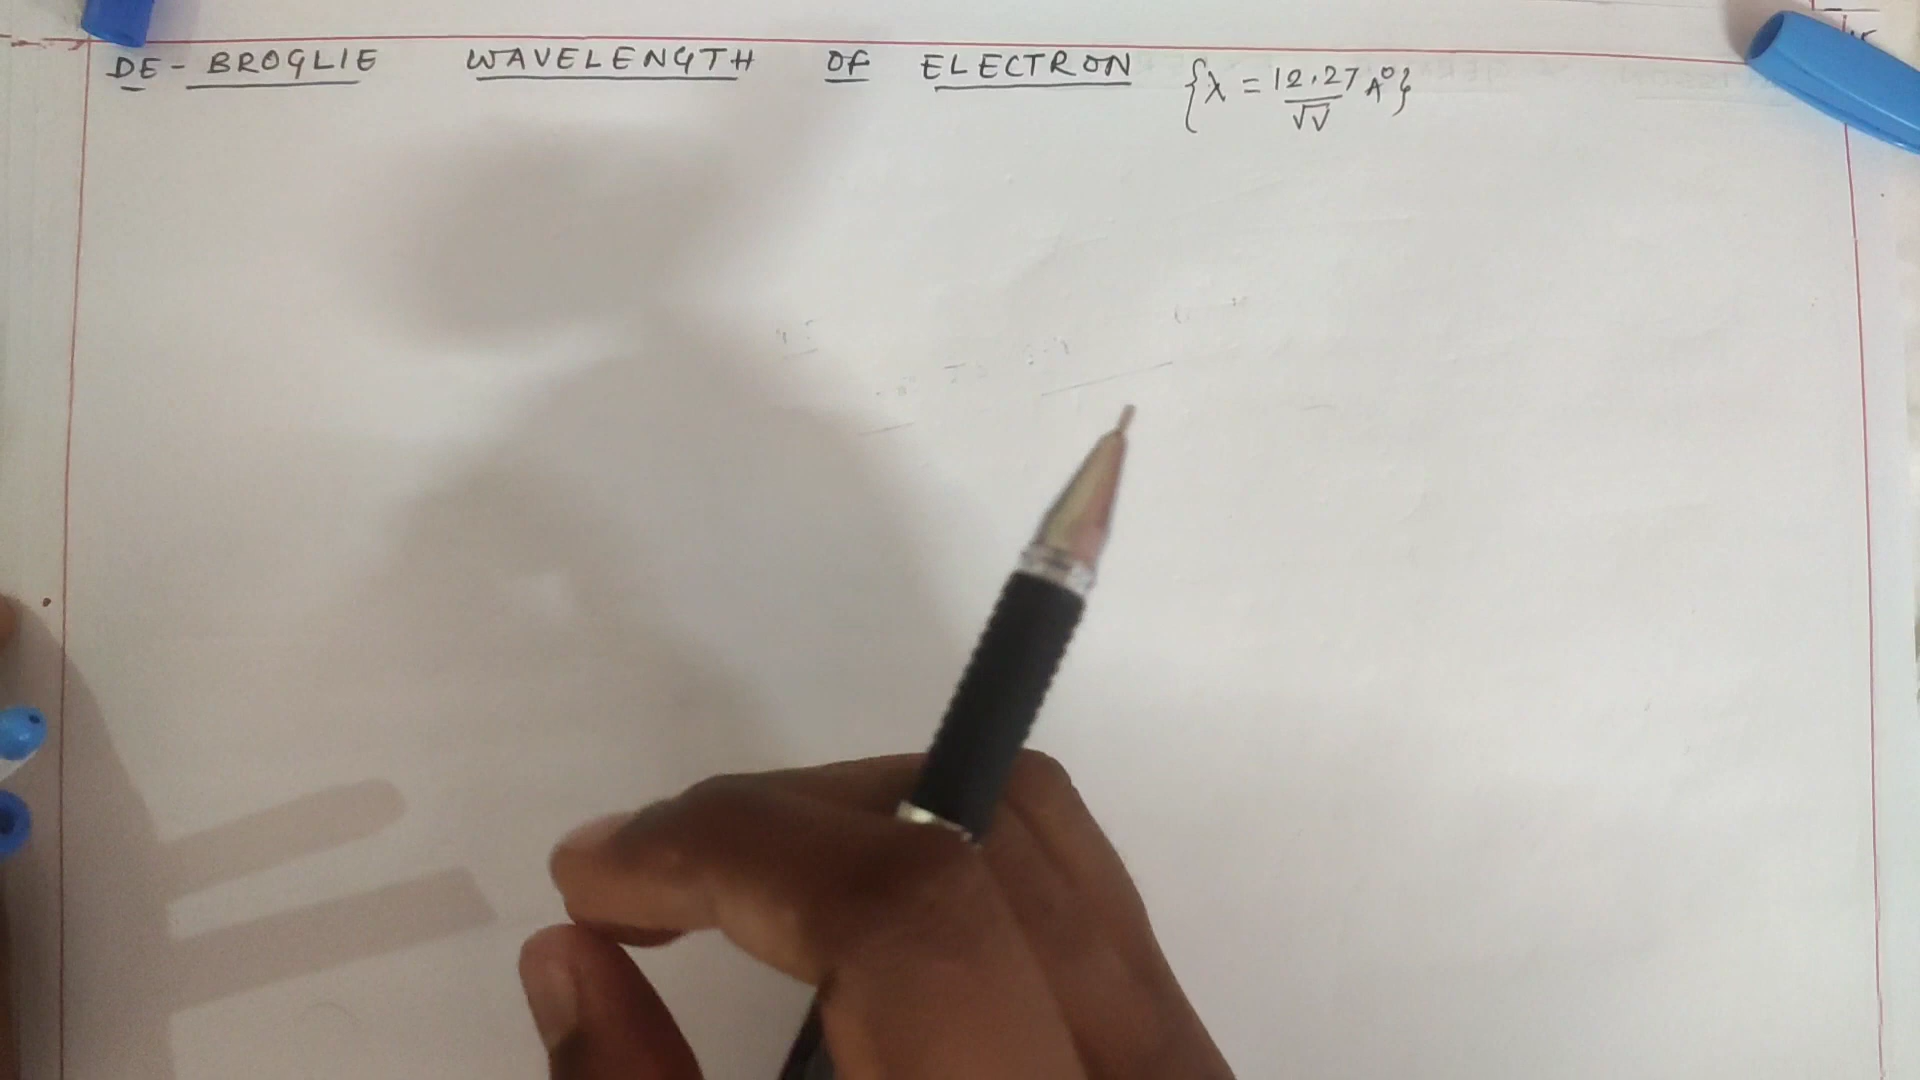 DE-BROGLIE WAVELENGTH OF ELECTRON {λ = 12.27/√V A°}